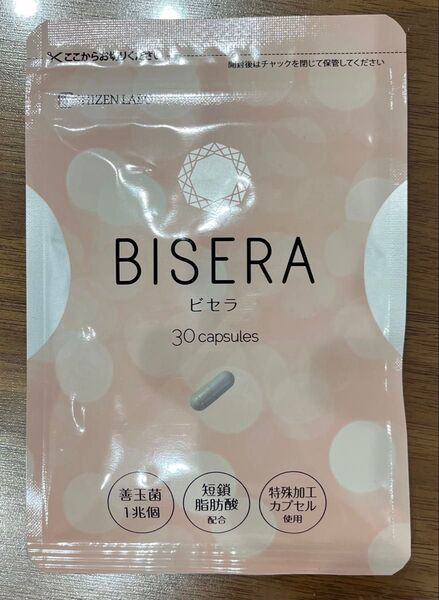 ここからお切りください
開封後はチャックを閉じて保管してください
BISERA
ビセラ
30 capsules
善玉菌
1兆個
短鎖
脂肪酸
配合
特殊加工
カプセル
使用